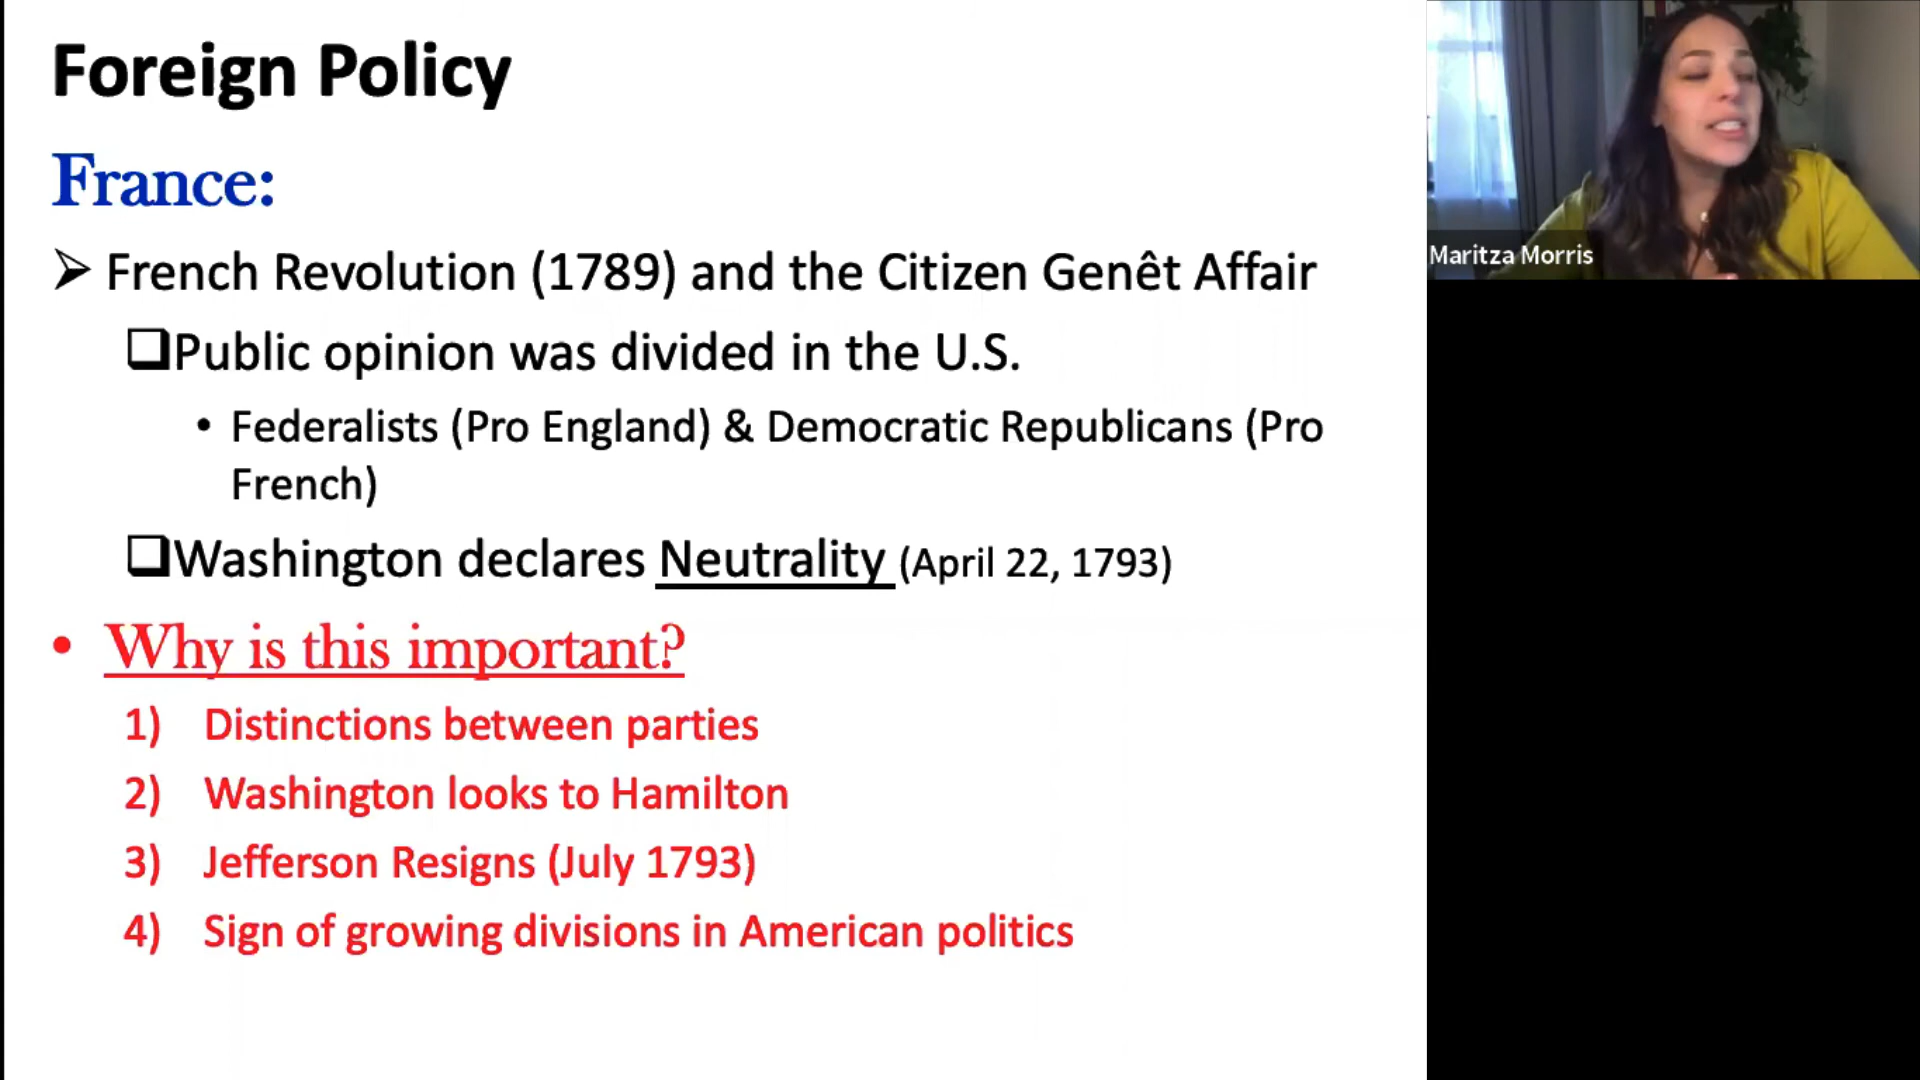 Foreign Policy
France:
➢ French Revolution (1789) and the Citizen Genêt Affair
❑Public opinion was divided in the U.S.
• Federalists (Pro England) & Democratic Republicans (Pro
French)
❑Washington declares Neutrality (April 22, 1793)
• Why is this important?
1) Distinctions between parties
2) Washington looks to Hamilton
3) Jefferson Resigns (July 1793)
4) Sign of growing divisions in American politics
Maritza Morris